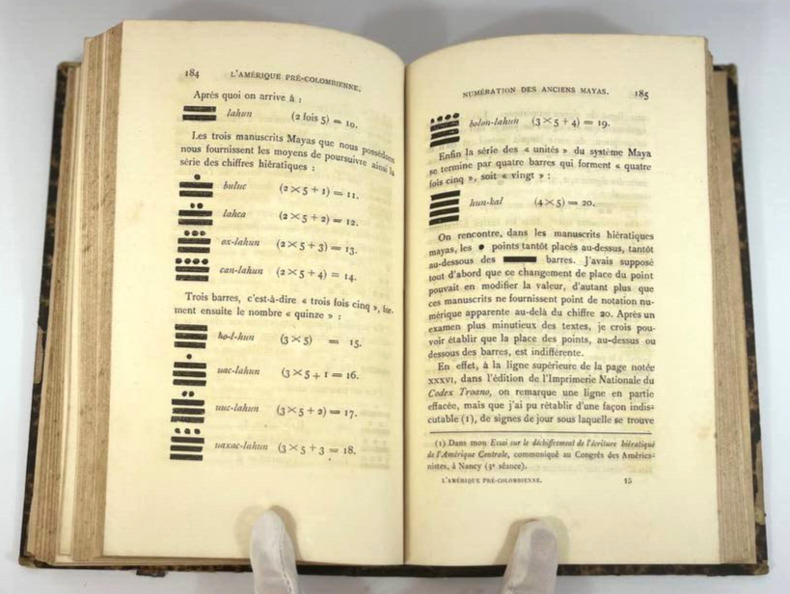 184 L'AMÉRIQUE PRÉ-COLOMBIENNE.
Après quoi on arrive à :
lahun (2 fois 5) = 10.
Les trois manuscrits Mayas que nous possédons
nous fournissent les moyens de poursuivre ainsi la
série des chiffres hiératiques :
buluc (2 × 5 + 1) = 11.
lahca (2 × 5 + 2) = 12.
ox-lahun (2 × 5 + 3) = 13.
can-lahun (2 × 5 + 4) = 14.
Trois barres, c'est-à-dire « trois fois cinq », for-
ment ensuite le nombre « quinze » :
ho-l-hun (3 × 5) = 15.
uac-lahun (3 × 5 + 1 = 16.
uuc-lahun (3 × 5 + 2) = 17.
uaxac-lahun (3 × 5 + 3 = 18.
NUMÉRATION DES ANCIENS MAYAS. 185
bolon-lahun (3 × 5 + 4) = 19.
Enfin la série des « unités » du système Maya
se termine par quatre barres qui forment « quatre
fois cinq », soit « vingt » :
hun-kal (4 × 5) = 20.
On rencontre, dans les manuscrits hiératiques
mayas, les • points tantôt placés au-dessus, tantôt
au-dessous des ▬ barres. J'avais supposé
tout d'abord que ce changement de place du point
pouvait en modifier la valeur, d'autant plus que
ces manuscrits ne fournissent point de notation nu-
mérique apparente au-delà du chiffre 20. Après un
examen plus minutieux des textes, je crois pou-
voir établir que la place des points, au-dessus ou
dessous des barres, est indifférente.
En effet, à la ligne supérieure de la page notée
XXXVI, dans l'édition de l'Imprimerie Nationale du
Codex Troano, on remarque une ligne en partie
effacée, mais que j'ai pu rétablir d'une façon indis-
cutable (1), de signes de jour sous laquelle se trouve
(1) Dans mon Essai sur le déchiffrement de l'écriture hiératique
de l'Amérique Centrale, communiqué au Congrès des América-
nistes, à Nancy (3e séance).
L'AMÉRIQUE PRÉ-COLOMBIENNE. 15